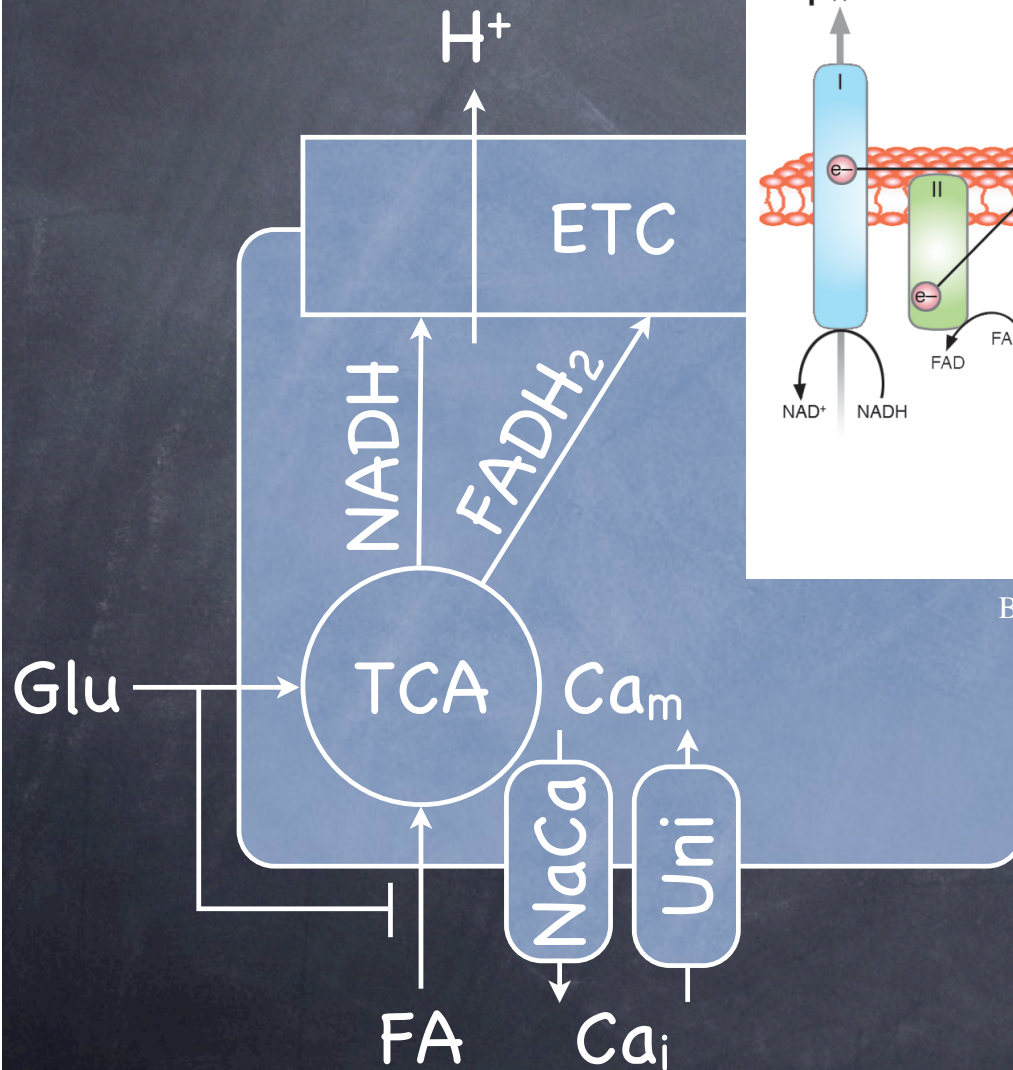 H+
I
e–
II
ETC
e–
FAD
NAD+ NADH
NADH
FADH2
B
Glu
TCA
Cam
NaCa
Uni
FA
Cai